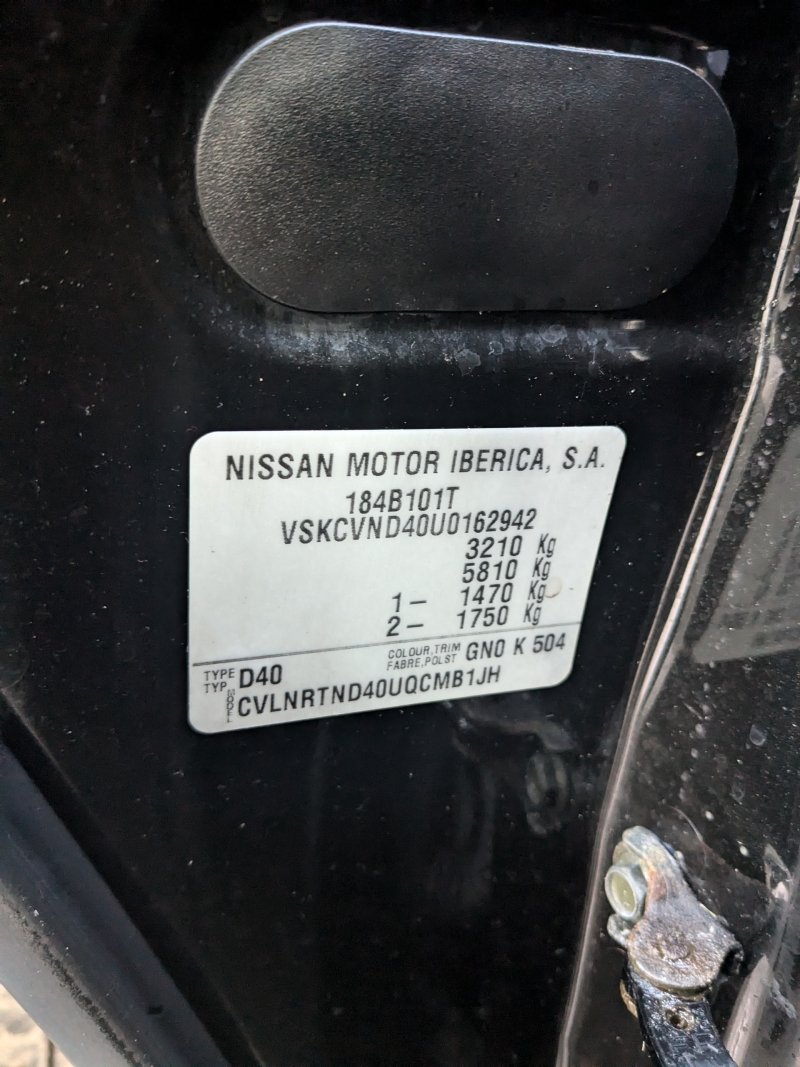 NISSAN MOTOR IBERICA, S.A.
184B101T
VSKCVND40U0162942
3210 Kg
5810 Kg
1– 1470 Kg
2– 1750 Kg
TYPE
TYP D40
COLOUR,TRIM
FABRE,POLST GN0 K 504
MODEL CVLNRTND40UQCMB1JH